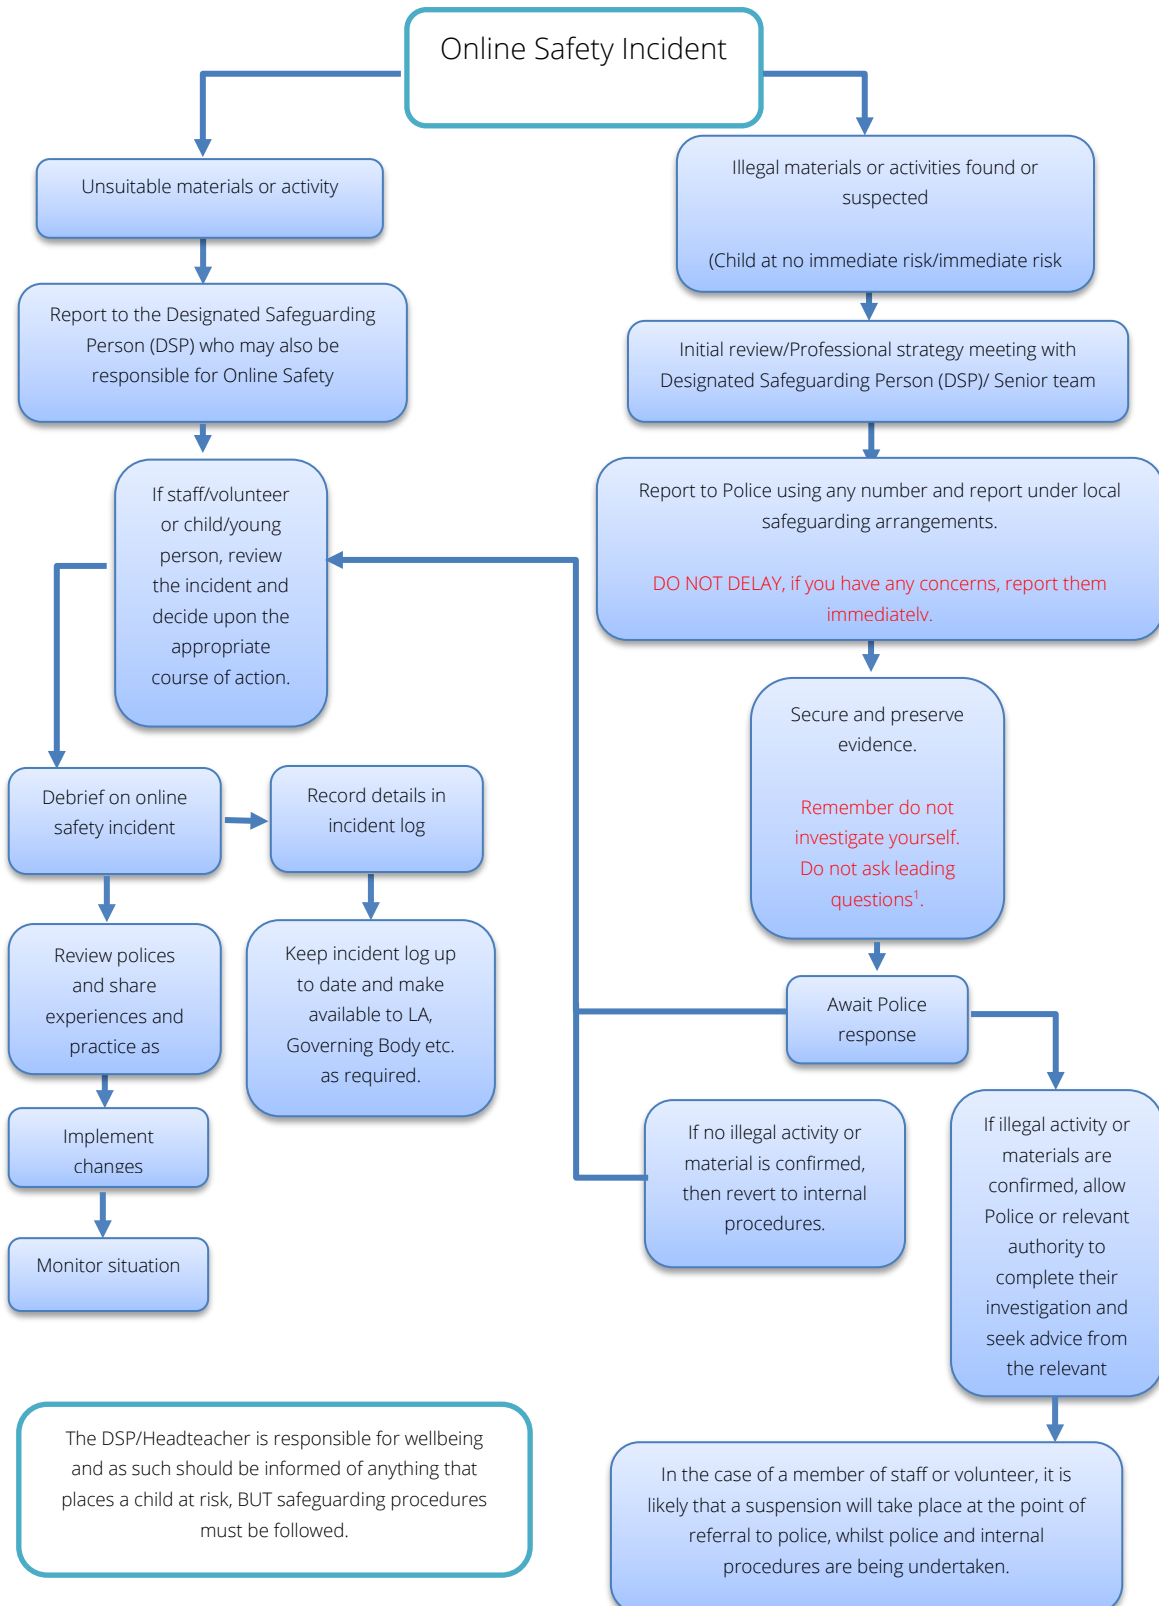 Online Safety Incident
Unsuitable materials or activity
Report to the Designated Safeguarding
Person (DSP) who may also be
responsible for Online Safety
If staff/volunteer
or child/young
person, review
the incident and
decide upon the
appropriate
course of action.
Debrief on online
safety incident
Record details in
incident log
Review polices
and share
experiences and
practice as
Keep incident log up
to date and make
available to LA,
Governing Body etc.
as required.
Implement
changes
Monitor situation
Illegal materials or activities found or
suspected
(Child at no immediate risk/immediate risk
Initial review/Professional strategy meeting with
Designated Safeguarding Person (DSP)/ Senior team
Report to Police using any number and report under local
safeguarding arrangements.
DO NOT DELAY, if you have any concerns, report them
immediately.
Secure and preserve
evidence.
Remember do not
investigate yourself.
Do not ask leading
questions¹.
Await Police
response
If no illegal activity or
material is confirmed,
then revert to internal
procedures.
If illegal activity or
materials are
confirmed, allow
Police or relevant
authority to
complete their
investigation and
seek advice from
the relevant
In the case of a member of staff or volunteer, it is
likely that a suspension will take place at the point of
referral to police, whilst police and internal
procedures are being undertaken.
The DSP/Headteacher is responsible for wellbeing
and as such should be informed of anything that
places a child at risk, BUT safeguarding procedures
must be followed.